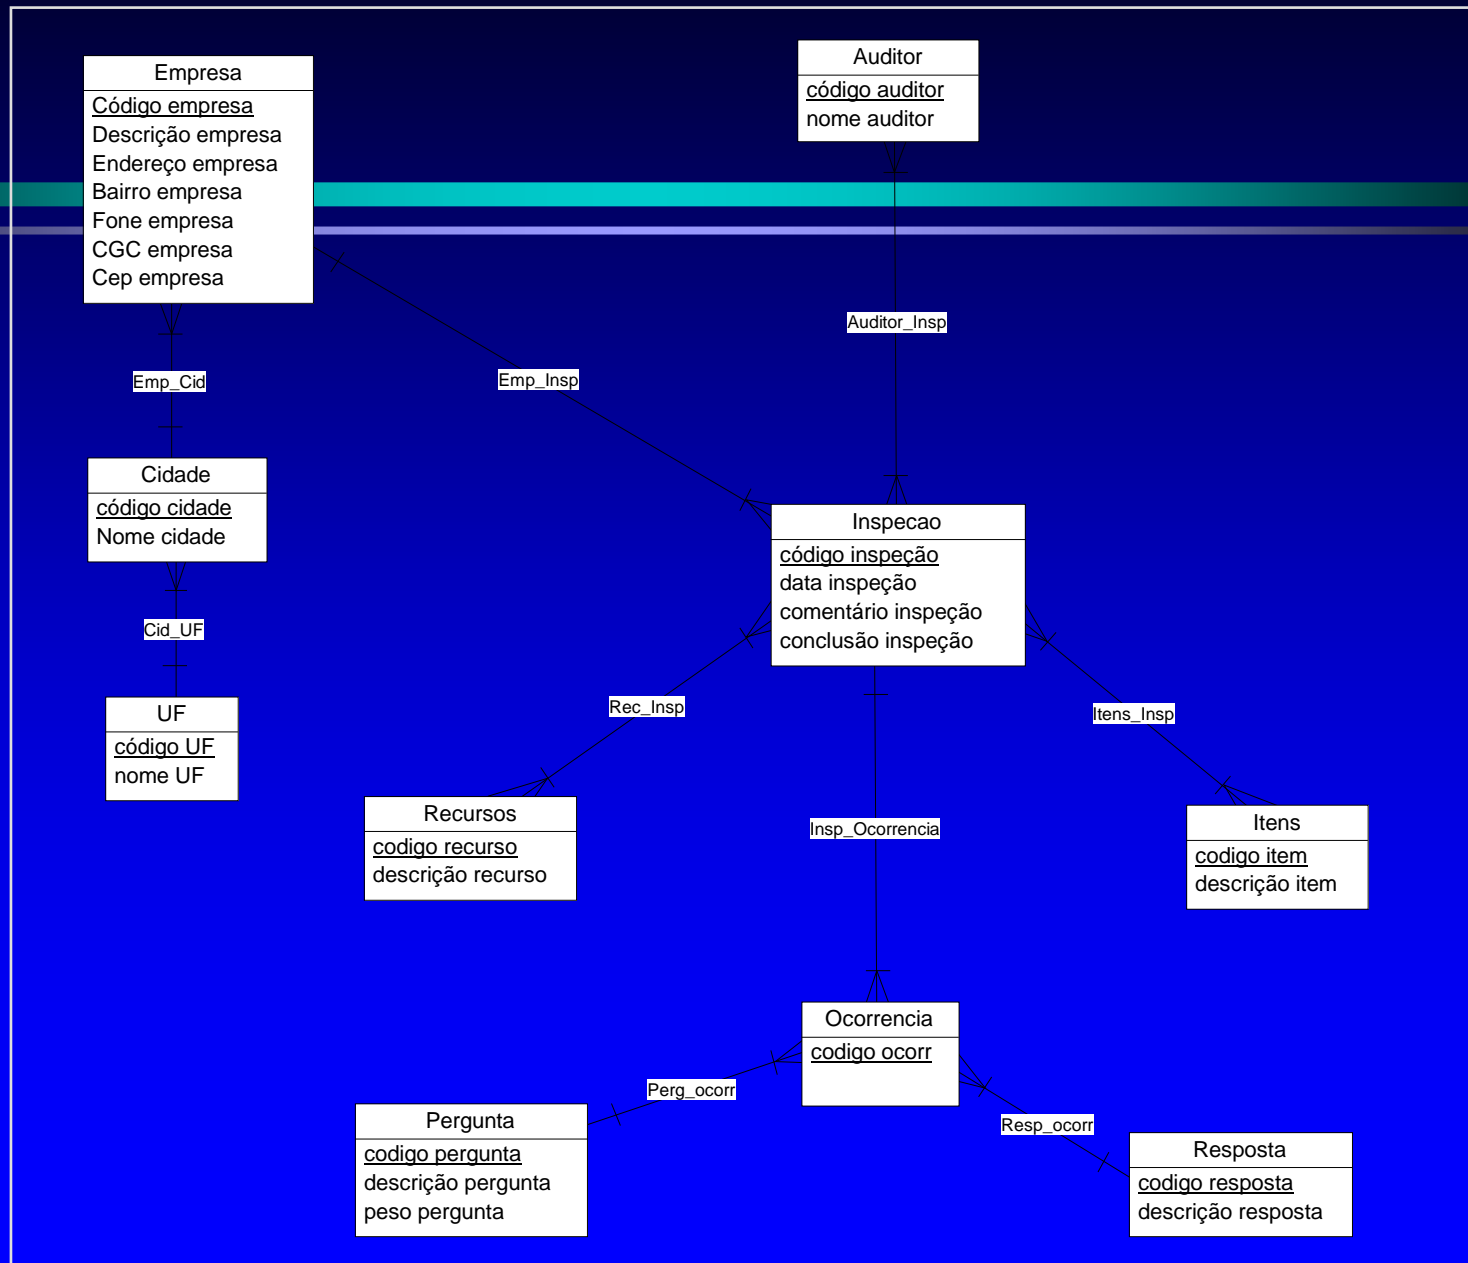 Empresa
Código empresa
Descrição empresa
Endereço empresa
Bairro empresa
Fone empresa
CGC empresa
Cep empresa
Auditor
código auditor
nome auditor
Auditor_Insp
Emp_Cid
Emp_Insp
Cidade
código cidade
Nome cidade
Inspecao
código inspeção
data inspeção
comentário inspeção
conclusão inspeção
Cid_UF
UF
código UF
nome UF
Rec_Insp
Itens_Insp
Recursos
codigo recurso
descrição recurso
Insp_Ocorrencia
Itens
codigo item
descrição item
Ocorrencia
codigo ocorr
Perg_ocorr
Resp_ocorr
Pergunta
codigo pergunta
descrição pergunta
peso pergunta
Resposta
codigo resposta
descrição resposta